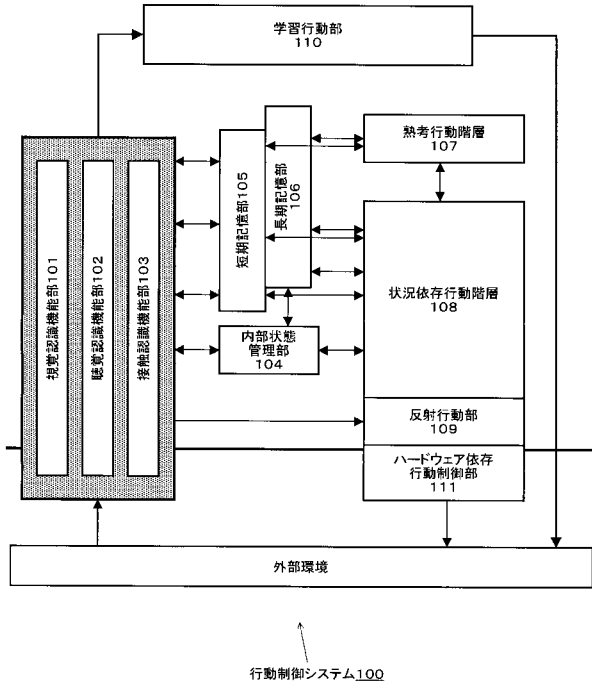 学習行動部
110
視覚認識機能部101
聴覚認識機能部102
接触認識機能部103
短期記憶部105
長期記憶部
106
内部状態
管理部
104
熟考行動階層
107
状況依存行動階層
108
反射行動部
109
ハードウェア依存
行動制御部
111
外部環境
行動制御システム100